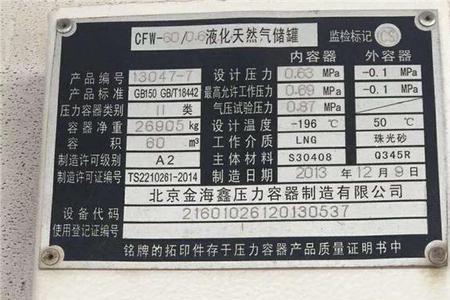 CFW-60/0.6液化天然气储罐 监检标记 CS
内容器 外容器
产品编号 13047-7 设计压力 0.63 MPa -0.1 MPa
产品标准 GB150 GB/T18442 最高允许工作压力 0.69 MPa -0.1 MPa
压力容器类别 II 类 气压试验压力 0.87 MPa
容器净重 26905 kg 设计温度 -196 ℃ 50 ℃
容积 60 m³ 工作介质 LNG 珠光砂
制造许可级别 A2 主体材料 S30408 Q345R
制造许可证编号 TS2210261-2014 制造日期 2013 年 12 月 9 日
北京金海鑫压力容器制造有限公司
设备代码 21601026120130537
使用登记证编号
铭牌的拓印件存于压力容器产品质量证明书中